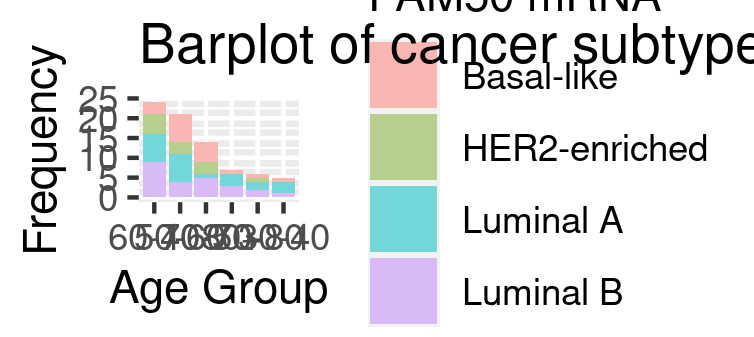 PAM50 mRNA
Barplot of cancer subtype
Basal-like
HER2-enriched
Luminal A
Luminal B
Frequency
25
20
15
10
5
0
Age Group